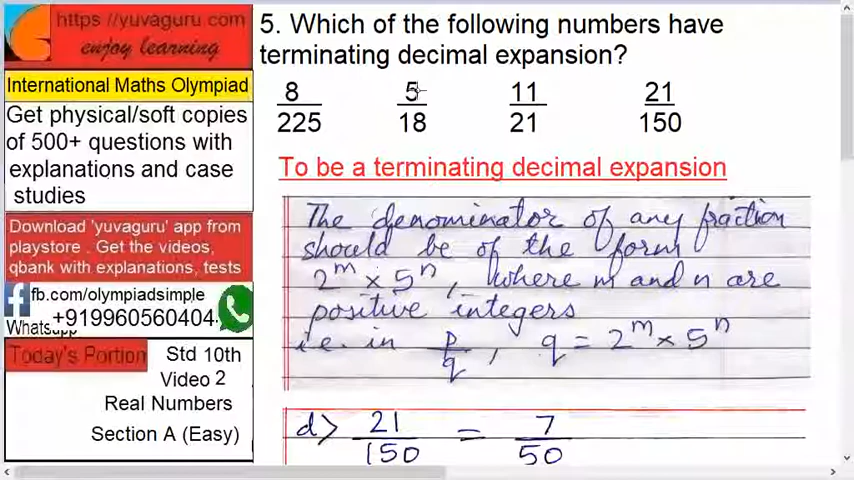 https //yuvaguru.com
enjoy learning
International Maths Olympiad
Get physical/soft copies
of 500+ questions with
explanations and case
studies
Download 'yuvaguru' app from
playstore . Get the videos,
qbank with explanations, tests
fb.com/olympiadsimple
Whatsupp +919960560404.
Today's Portion
Std 10th
Video 2
Real Numbers
Section A (Easy)
5. Which of the following numbers have
terminating decimal expansion?
8 5 11 21
225 18 21 150
To be a terminating decimal expansion
The denominator of any fraction
should be of the form
2^m × 5^n, where m and n are
positive integers
i.e. in p/q, q = 2^m × 5^n
d> 21/150 = 7/50